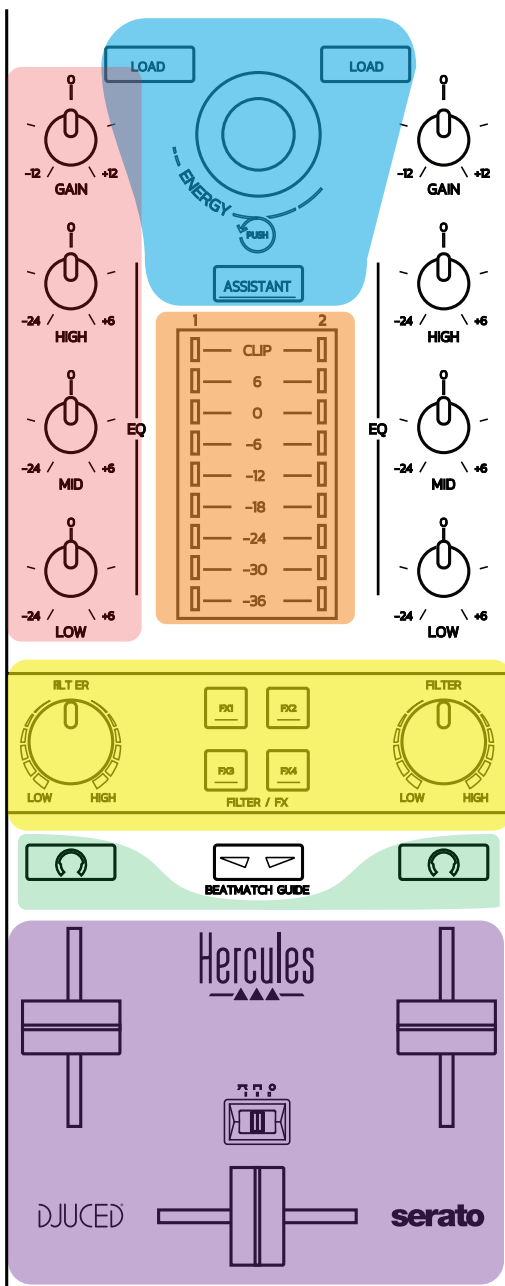 LOAD LOAD
0 0
-12 +12 -12 +12
GAIN GAIN
ENERGY
PUSH
0 0
ASSISTANT
-24 +6 -24 +6
HIGH HIGH
1 2
CLIP
6
0 0
0
EQ EQ
-6
-24 +6 -12 -24 +6
MID MID
-18
0 0
-24
-30
-36
-24 +6 -24 +6
LOW LOW
FILTER FILTER
FX1 FX2
FX3 FX4
LOW HIGH LOW HIGH
FILTER / FX
BEATMATCH GUIDE
Hercules
DJUCED serato